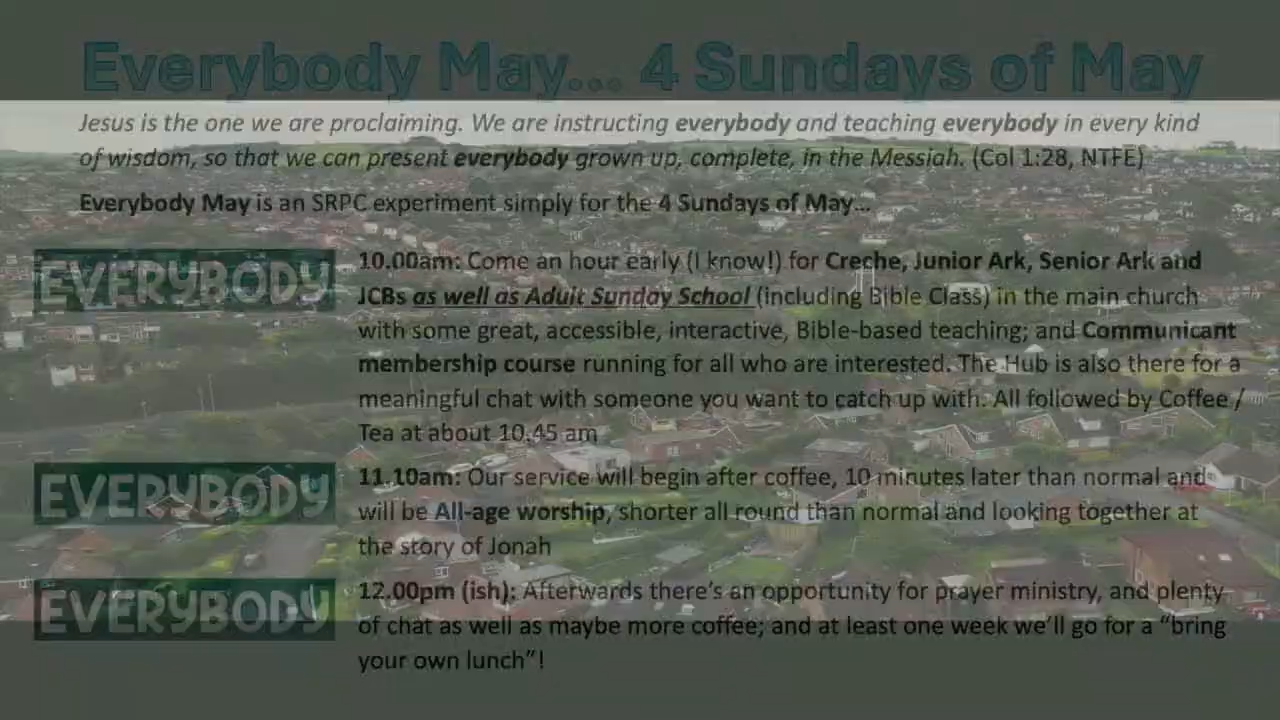 Everybody May... 4 Sundays of May
Jesus is the one we are proclaiming. We are instructing everybody and teaching everybody in every kind
of wisdom, so that we can present everybody grown up, complete, in the Messiah. (Col 1:28, NTFE)
Everybody May is an SRPC experiment simply for the 4 Sundays of May...
EVERYBODY
10.00am: Come an hour early (I know!) for Creche, Junior Ark, Senior Ark and
JCBs as well as Adult Sunday School (including Bible Class) in the main church
with some great, accessible, interactive, Bible-based teaching; and Communicant
membership course running for all who are interested. The Hub is also there for a
meaningful chat with someone you want to catch up with. All followed by Coffee /
Tea at about 10.45 am
EVERYBODY
11.10am: Our service will begin after coffee, 10 minutes later than normal and
will be All-age worship, shorter all round than normal and looking together at
the story of Jonah
EVERYBODY
12.00pm (ish): Afterwards there's an opportunity for prayer ministry, and plenty
of chat as well as maybe more coffee; and at least one week we'll go for a “bring
your own lunch”!